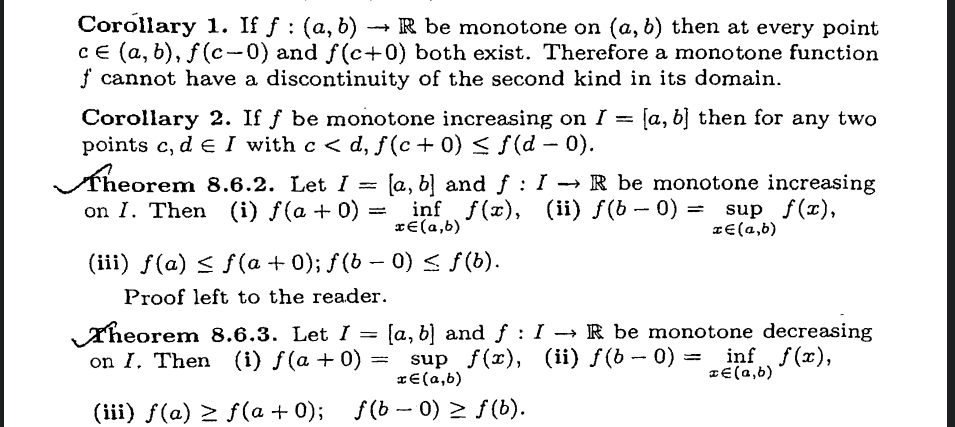 Corollary 1. If f : (a, b) → ℝ be monotone on (a, b) then at every point
c ∈ (a, b), f(c−0) and f(c+0) both exist. Therefore a monotone function
f cannot have a discontinuity of the second kind in its domain.
Corollary 2. If f be monotone increasing on I = [a, b] then for any two
points c, d ∈ I with c < d, f(c + 0) ≤ f(d − 0).
Theorem 8.6.2. Let I = [a, b] and f : I → ℝ be monotone increasing
on I. Then (i) f(a + 0) = inf f(x), (ii) f(b − 0) = sup f(x),
x∈(a,b) x∈(a,b)
(iii) f(a) ≤ f(a + 0); f(b − 0) ≤ f(b).
Proof left to the reader.
Theorem 8.6.3. Let I = [a, b] and f : I → ℝ be monotone decreasing
on I. Then (i) f(a + 0) = sup f(x), (ii) f(b − 0) = inf f(x),
x∈(a,b) x∈(a,b)
(iii) f(a) ≥ f(a + 0); f(b − 0) ≥ f(b).